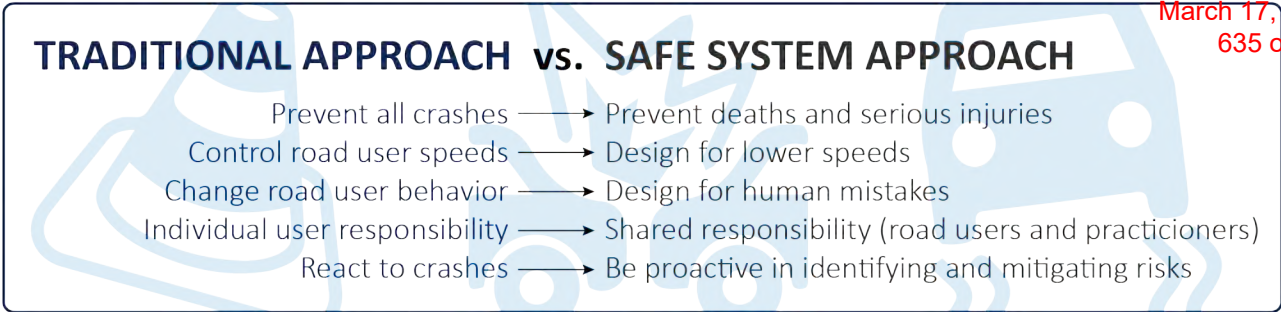 March 17,
635
TRADITIONAL APPROACH vs. SAFE SYSTEM APPROACH
Prevent all crashes → Prevent deaths and serious injuries
Control road user speeds → Design for lower speeds
Change road user behavior → Design for human mistakes
Individual user responsibility → Shared responsibility (road users and practicioners)
React to crashes → Be proactive in identifying and mitigating risks